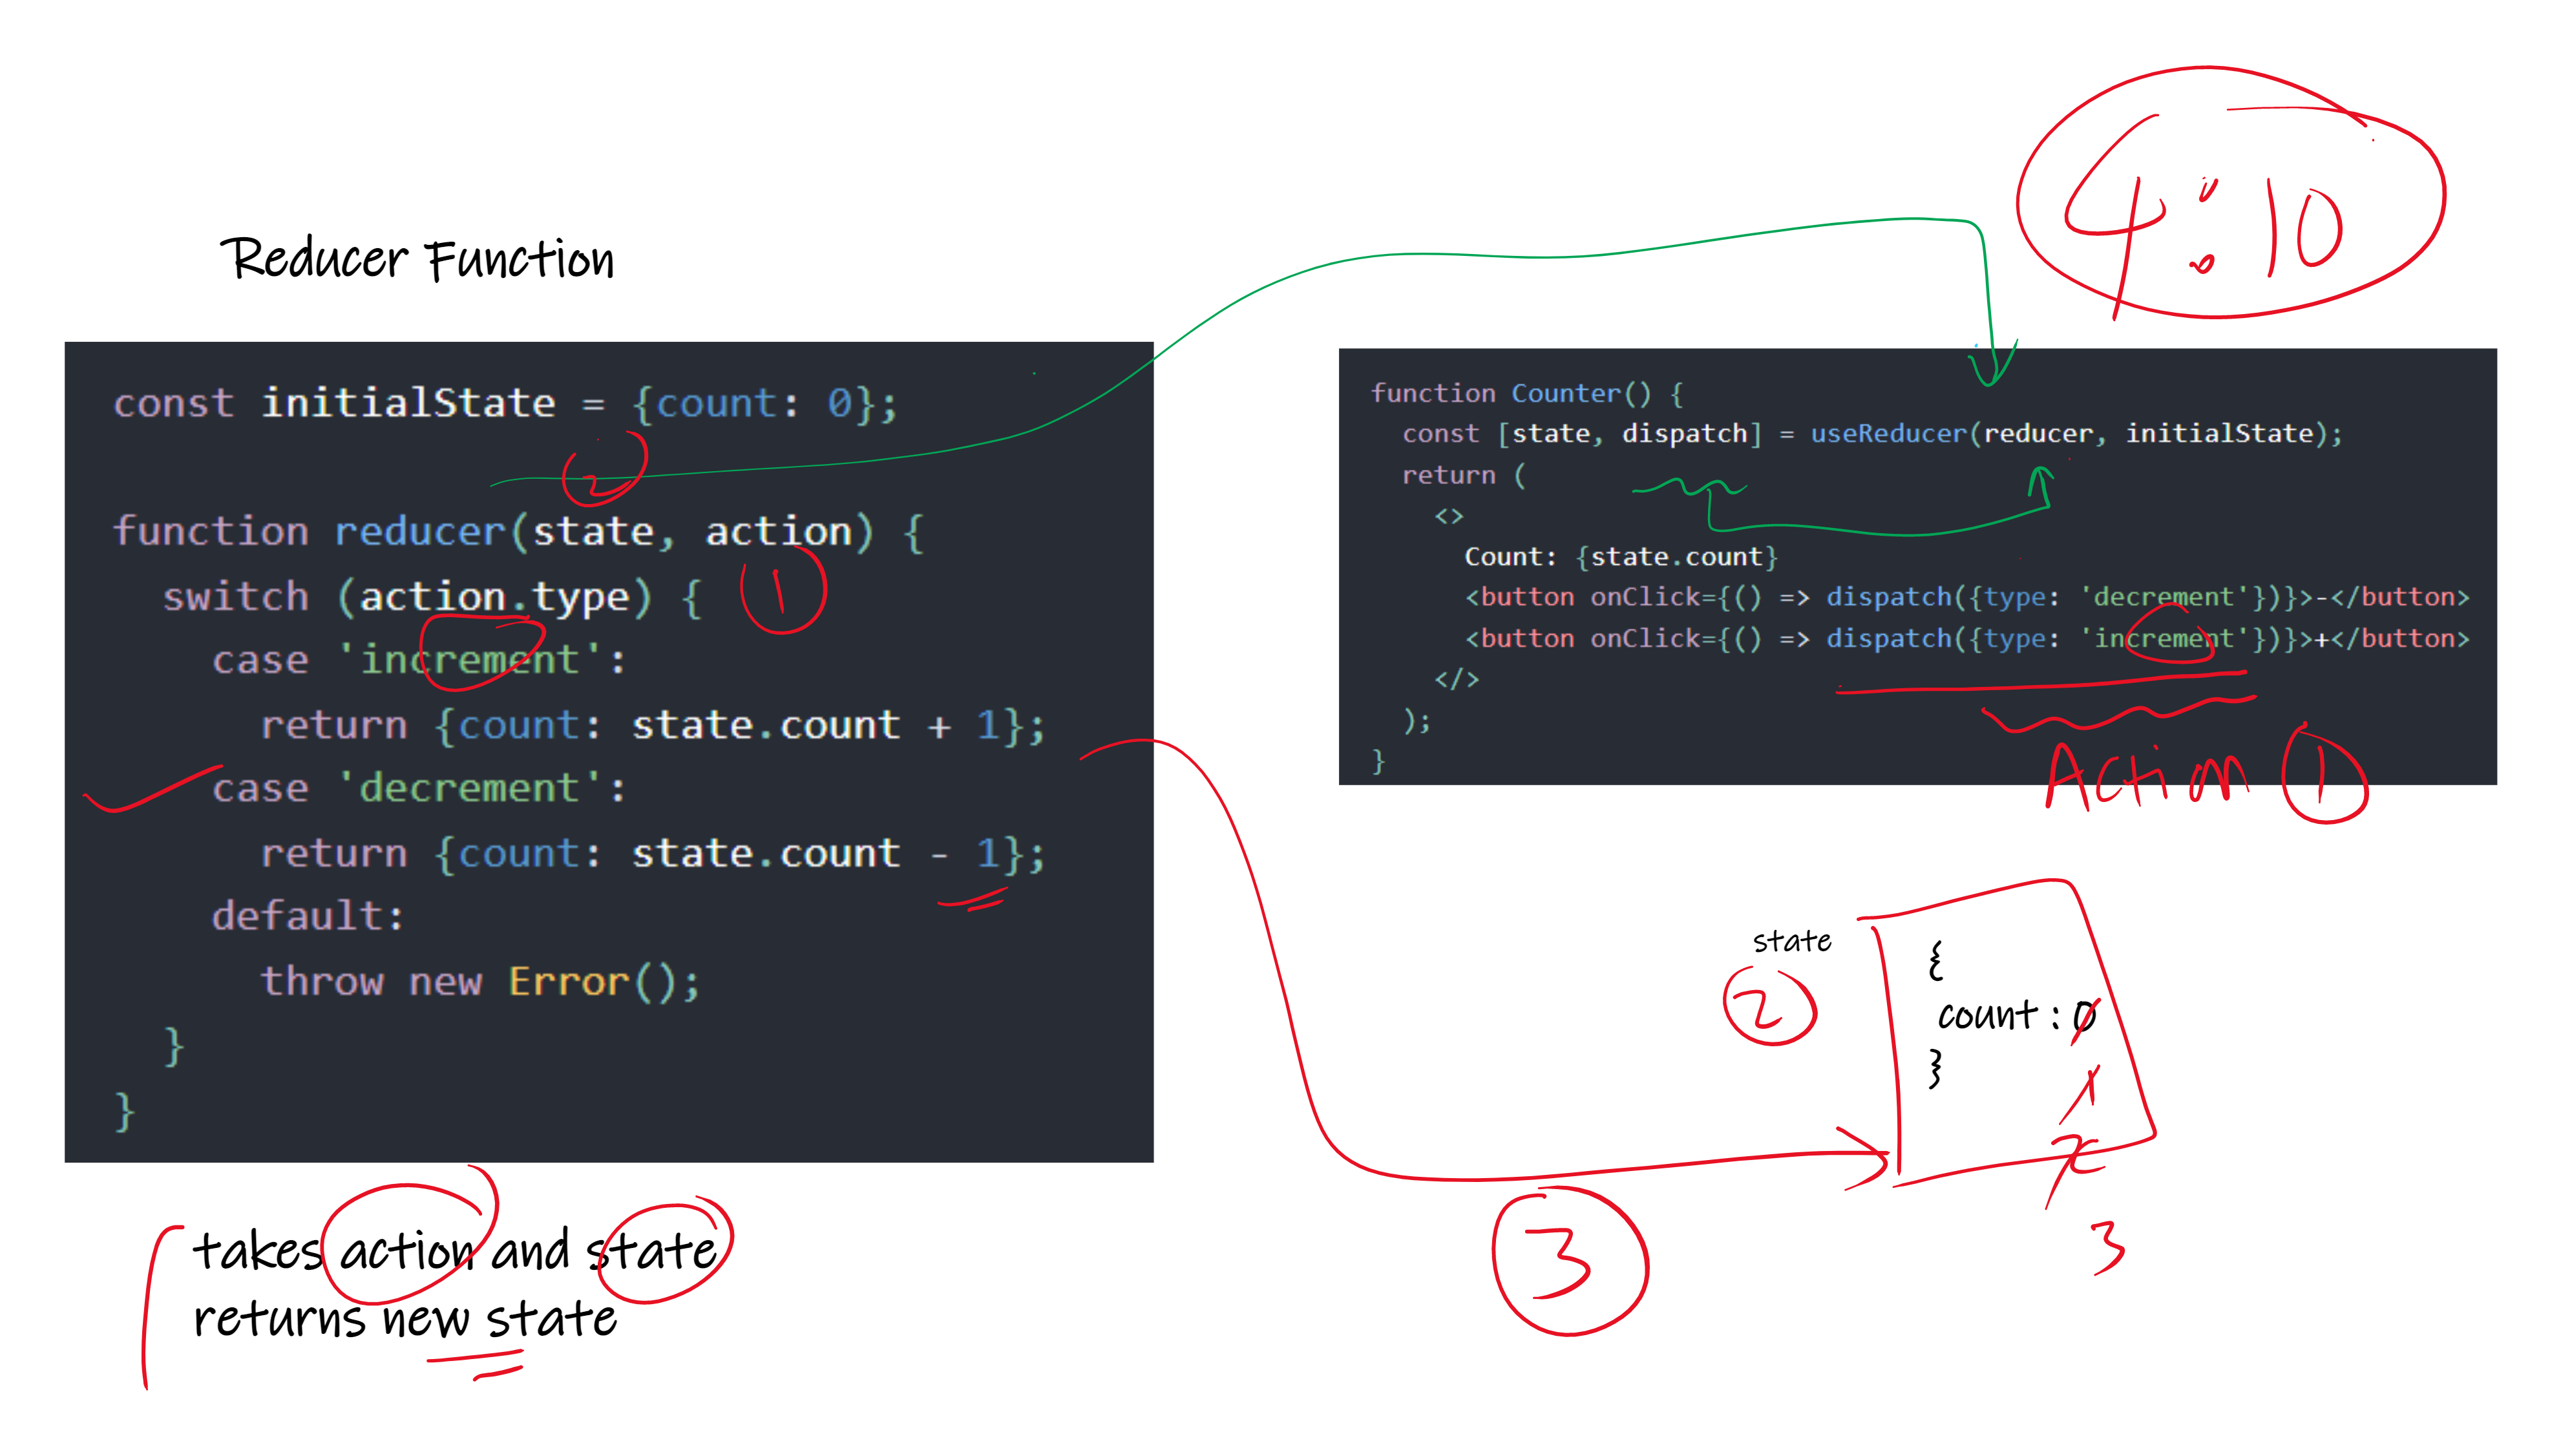 4:10
Reducer Function
const initialState = {count: 0};
2
function reducer(state, action) {
switch (action.type) {
1
case 'increment':
return {count: state.count + 1};
case 'decrement':
return {count: state.count - 1};
default:
throw new Error();
}
}
takes action and state
returns new state
function Counter() {
const [state, dispatch] = useReducer(reducer, initialState);
return (
<>
Count: {state.count}
<button onClick={() => dispatch({type: 'decrement'})}>-</button>
<button onClick={() => dispatch({type: 'increment'})}>+</button>
</>
);
}
Action 1
state
2
{
count : 0
}
1
2
3
3